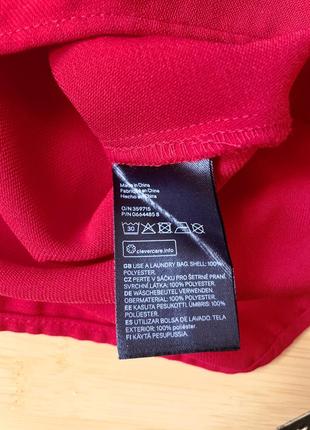 Made in China
Fabriqué en Chine
Hecho en China
O/N 359715
P/N 0664485 8
30
clevercare.info
GB USE A LAUNDRY BAG. SHELL: 100%
POLYESTER.
CZ PERTE V SÁČKU PRO ŠETRNÉ PRANÍ.
SVRCHNÍ LÁTKA: 100% POLYESTER.
DE WÄSCHEBEUTEL VERWENDEN.
OBERMATERIAL: 100% POLYESTER.
EE KASUTA PESUKOTTI. ÜMBRIS: 100%
POLÜESTER.
ES UTILIZAR BOLSA DE LAVADO. TELA
EXTERIOR: 100% poliéster.
FI KÄYTÄ PESUPUSSIA.